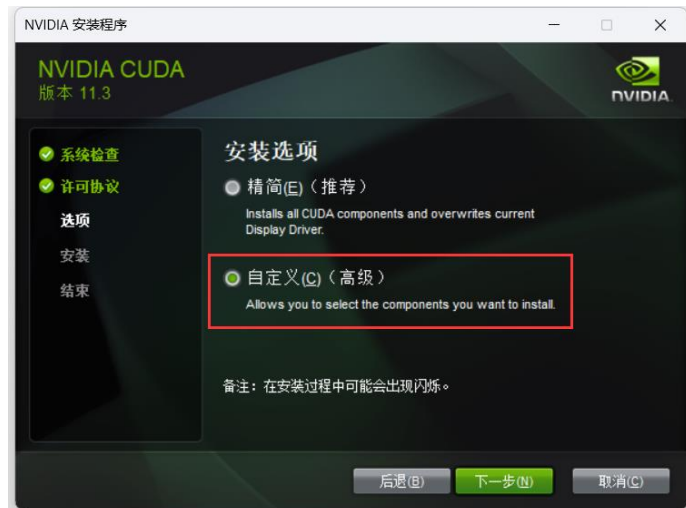 NVIDIA 安装程序
NVIDIA CUDA
版本 11.3
NVIDIA.
系统检查
许可协议
选项
安装
结束
安装选项
精简(E)（推荐）
Installs all CUDA components and overwrites current
Display Driver.
自定义(C)（高级）
Allows you to select the components you want to install.
备注：在安装过程中可能会出现闪烁。
后退(B)
下一步(N)
取消(C)